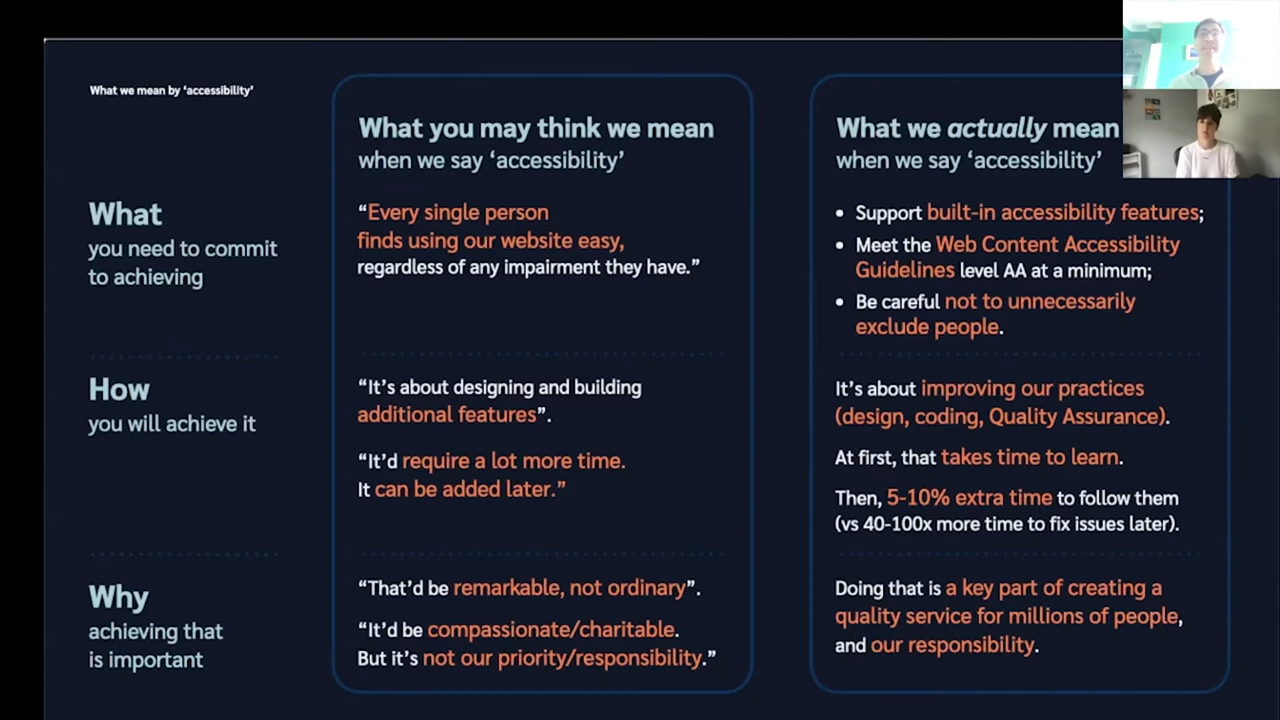 What we mean by ‘accessibility’
What you may think we mean
when we say ‘accessibility’
What we actually mean
when we say ‘accessibility’
What
you need to commit
to achieving
“Every single person
finds using our website easy,
regardless of any impairment they have.”
• Support built-in accessibility features;
• Meet the Web Content Accessibility
Guidelines level AA at a minimum;
• Be careful not to unnecessarily
exclude people.
How
you will achieve it
“It’s about designing and building
additional features”.
“It’d require a lot more time.
It can be added later.”
It’s about improving our practices
(design, coding, Quality Assurance).
At first, that takes time to learn.
Then, 5-10% extra time to follow them
(vs 40-100x more time to fix issues later).
Why
achieving that
is important
“That’d be remarkable, not ordinary”.
“It’d be compassionate/charitable.
But it’s not our priority/responsibility.”
Doing that is a key part of creating a
quality service for millions of people,
and our responsibility.